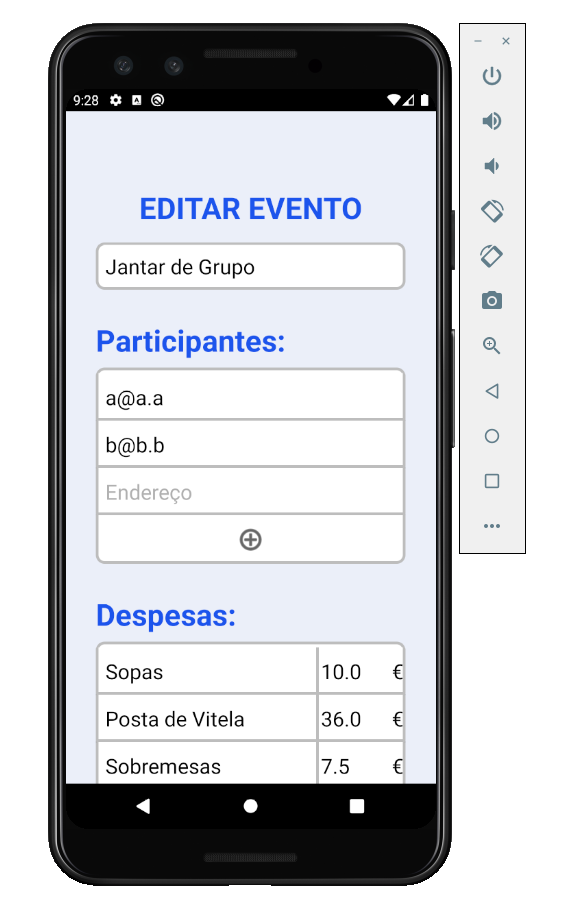 9:28
EDITAR EVENTO
Jantar de Grupo
Participantes:
a@a.a
b@b.b
Endereço
Despesas:
Sopas 10.0 €
Posta de Vitela 36.0 €
Sobremesas 7.5 €